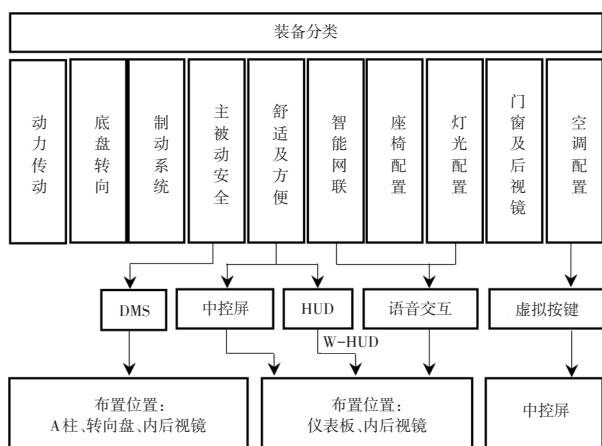 装备分类
动力传动
底盘转向
制动系统
主被动安全
舒适及方便
智能网联
座椅配置
灯光配置
门窗及后视镜
空调配置
DMS
中控屏
HUD
语音交互
虚拟按键
W-HUD
布置位置：
A柱、转向盘、内后视镜
布置位置：
仪表板、内后视镜
中控屏